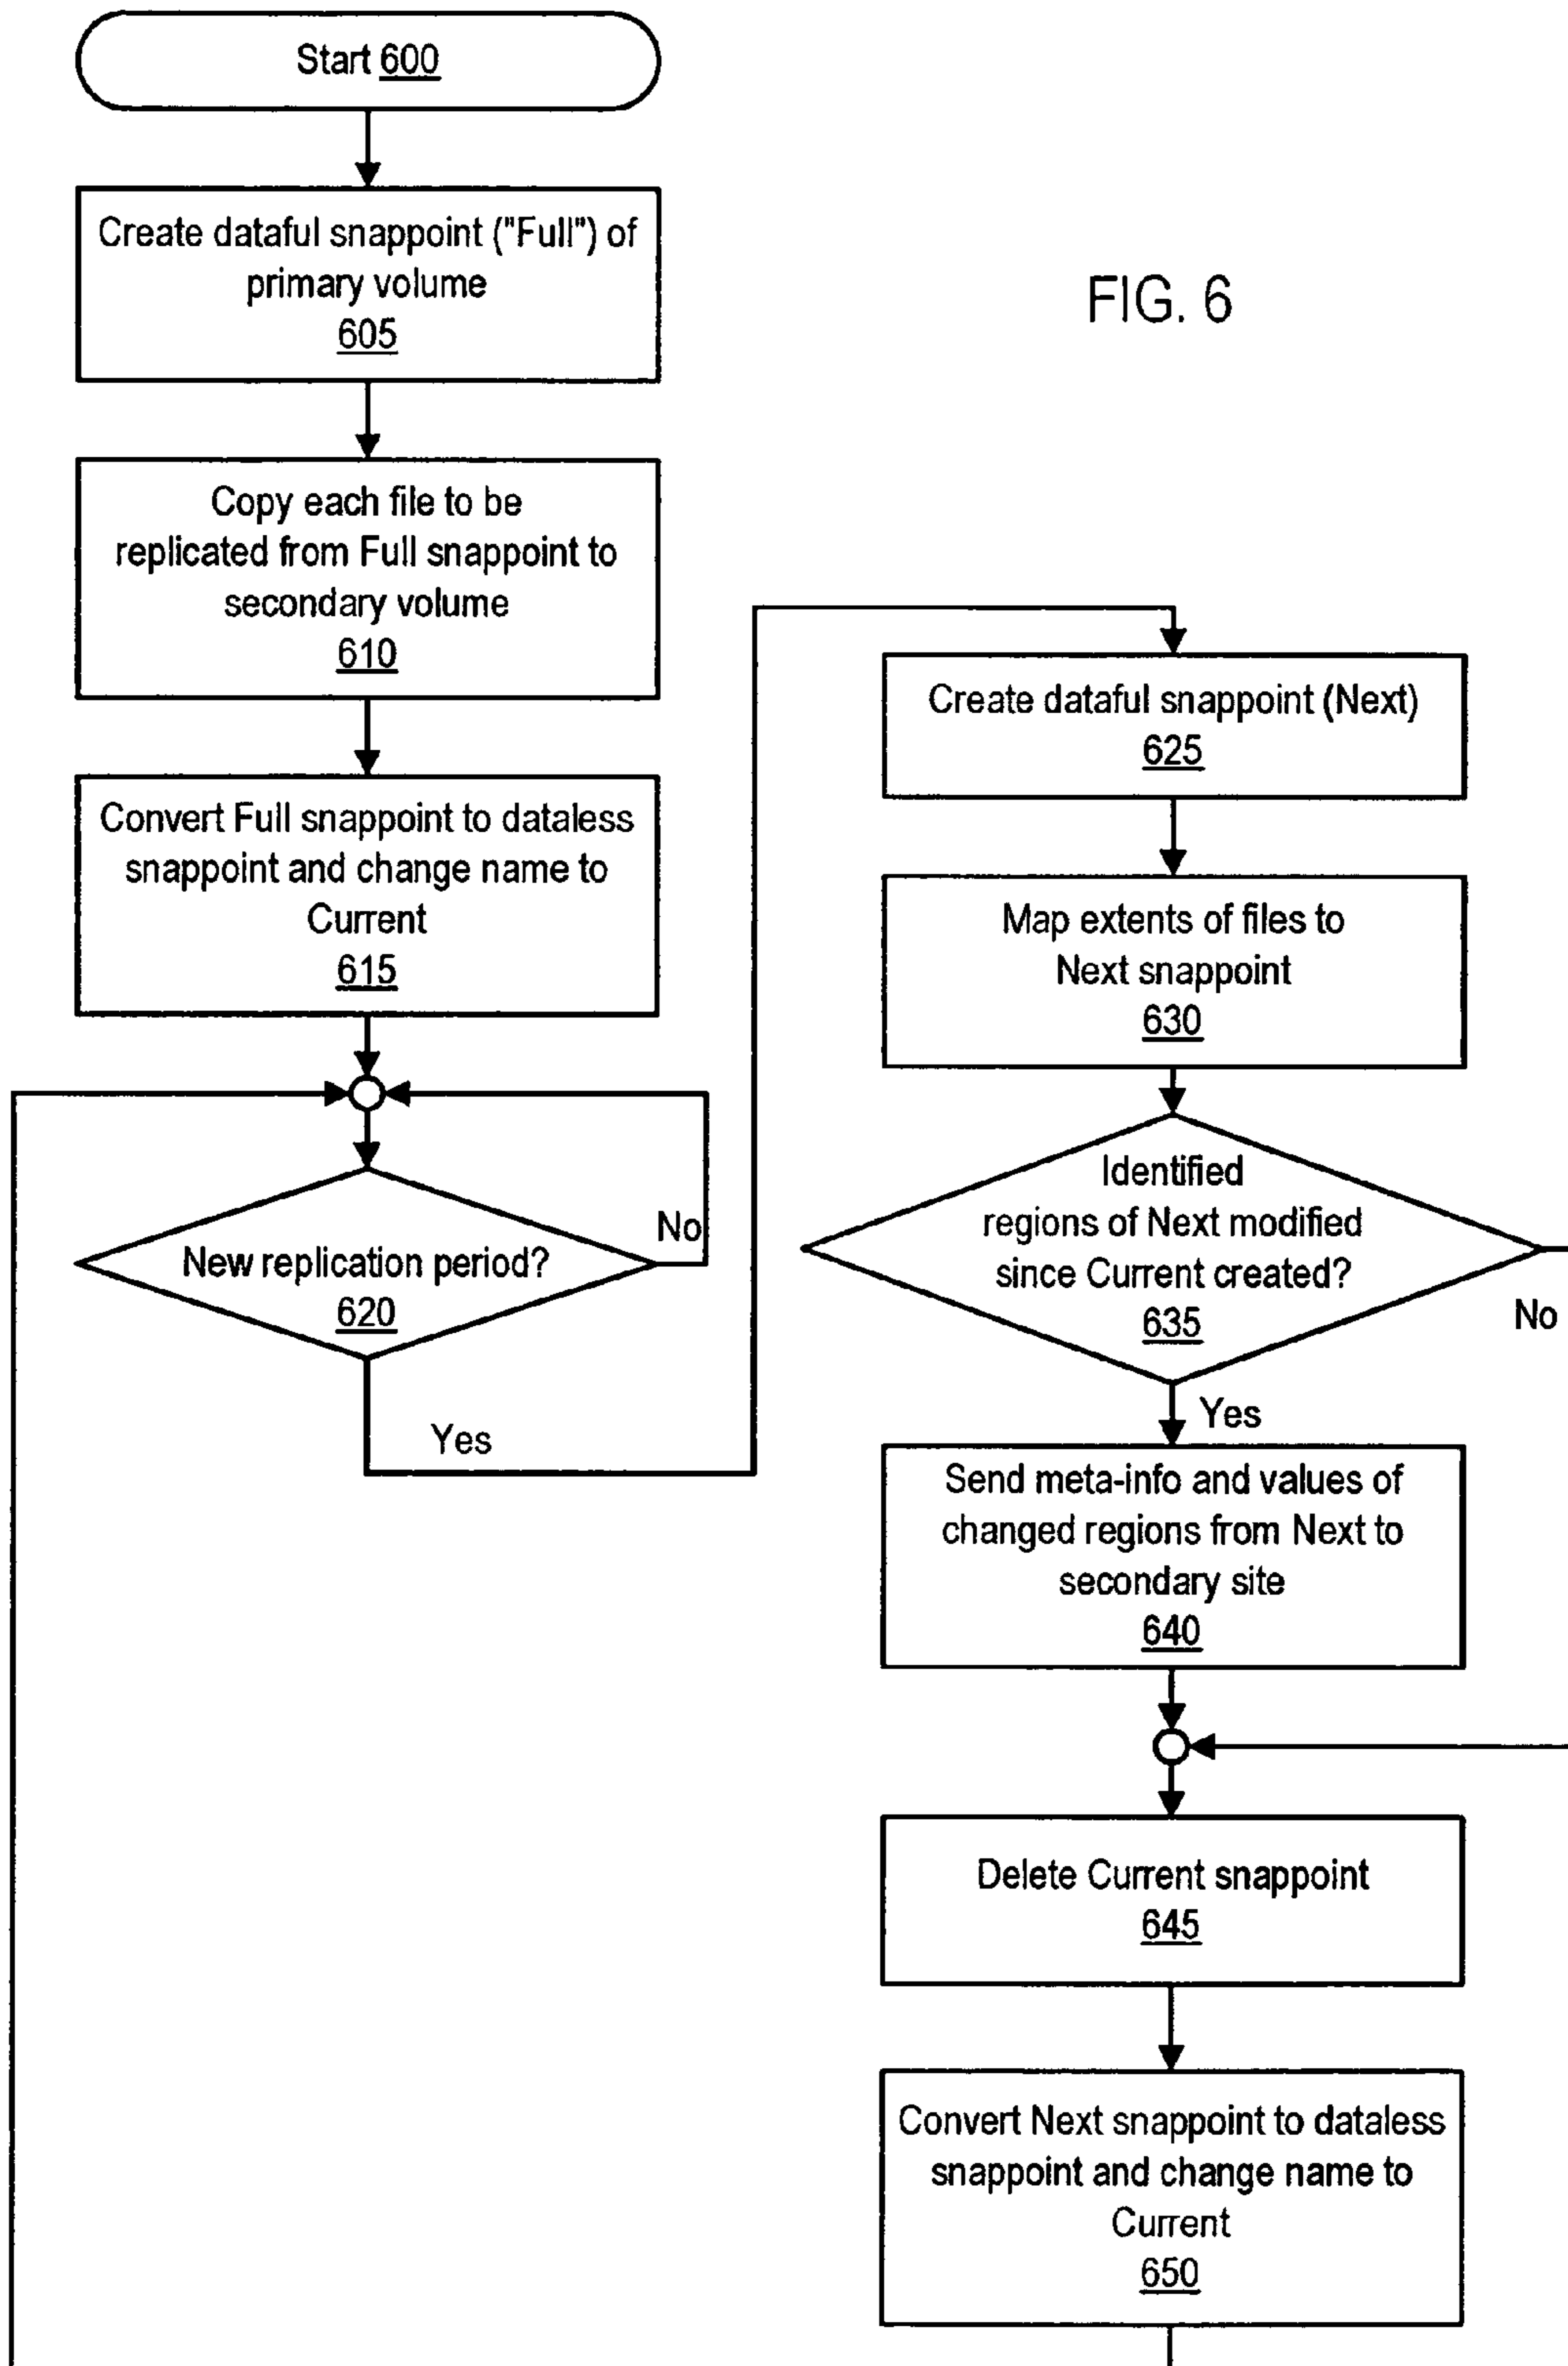 Start 600
Create dataful snappoint ("Full") of
primary volume
605
Copy each file to be
replicated from Full snappoint to
secondary volume
610
Convert Full snappoint to dataless
snappoint and change name to
Current
615
New replication period?
620
No
Yes
FIG. 6
Create dataful snappoint (Next)
625
Map extents of files to
Next snappoint
630
Identified
regions of Next modified
since Current created?
635
No
Yes
Send meta-info and values of
changed regions from Next to
secondary site
640
Delete Current snappoint
645
Convert Next snappoint to dataless
snappoint and change name to
Current
650